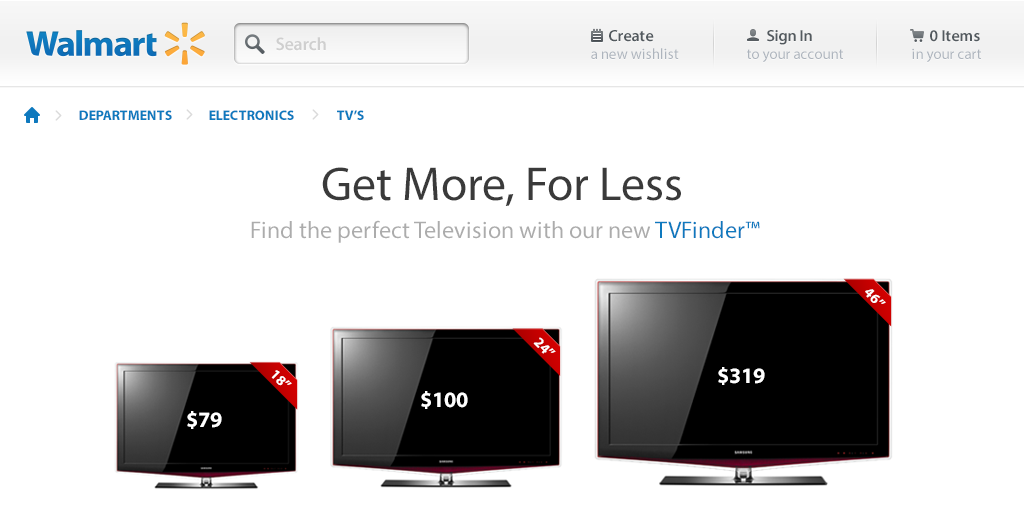 Walmart
Search
Create
a new wishlist
Sign In
to your account
0 Items
in your cart
DEPARTMENTS
ELECTRONICS
TV'S
Get More, For Less
Find the perfect Television with our new TVFinder™
18"
$79
24"
$100
SAMSUNG
46"
$319
SAMSUNG